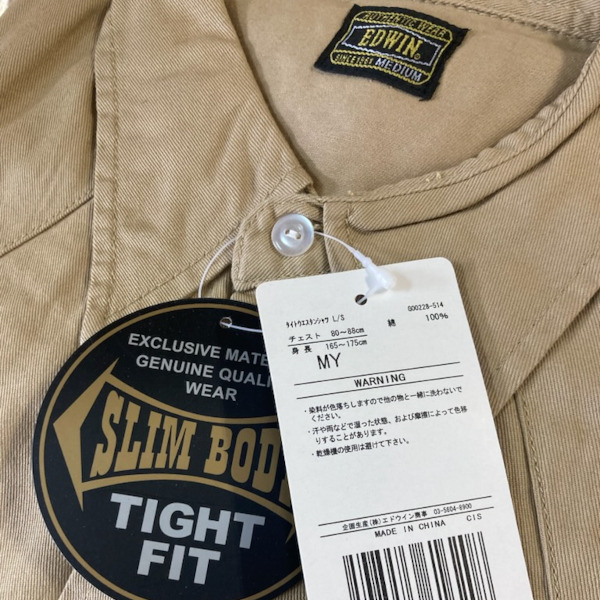 AUTHENTIC WEAR
EDWIN®
SINCE 1961 MEDIUM
EXCLUSIVE MATE
GENUINE QUALI
WEAR
SLIM BODY
TIGHT
FIT
G00228-514
タイトウエスタンシャツ L/S
チェスト 80〜88cm 綿 100%
身長 165〜175cm
MY
WARNING
・染料が色落ちしますので他の物と一緒に洗わないで
ください。
・汗や雨などで湿った状態、および摩擦によって色移
りすることがあります。
・乾燥機の使用は避けて下さい。
企画生産(株)エドウイン商事 03-5604-8900
MADE IN CHINA CIS